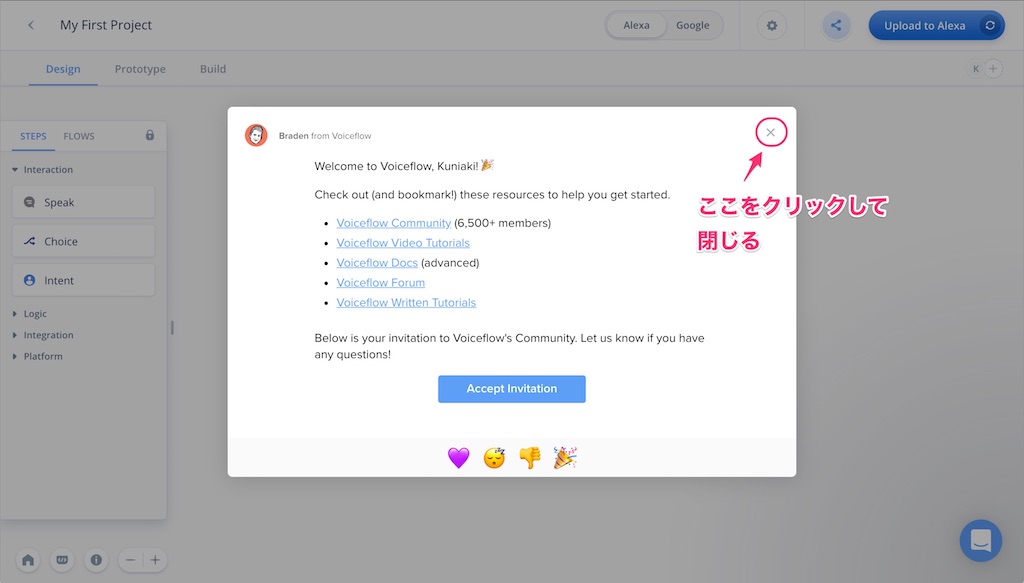 My First Project
Alexa
Google
Upload to Alexa
Design
Prototype
Build
K
STEPS
FLOWS
Interaction
Speak
Choice
Intent
Logic
Integration
Platform
Braden from Voiceflow
Welcome to Voiceflow, Kuniaki! 🎉
Check out (and bookmark!) these resources to help you get started.
• Voiceflow Community (6,500+ members)
• Voiceflow Video Tutorials
• Voiceflow Docs (advanced)
• Voiceflow Forum
• Voiceflow Written Tutorials
Below is your invitation to Voiceflow's Community. Let us know if you have
any questions!
Accept Invitation
ここをクリックして
閉じる